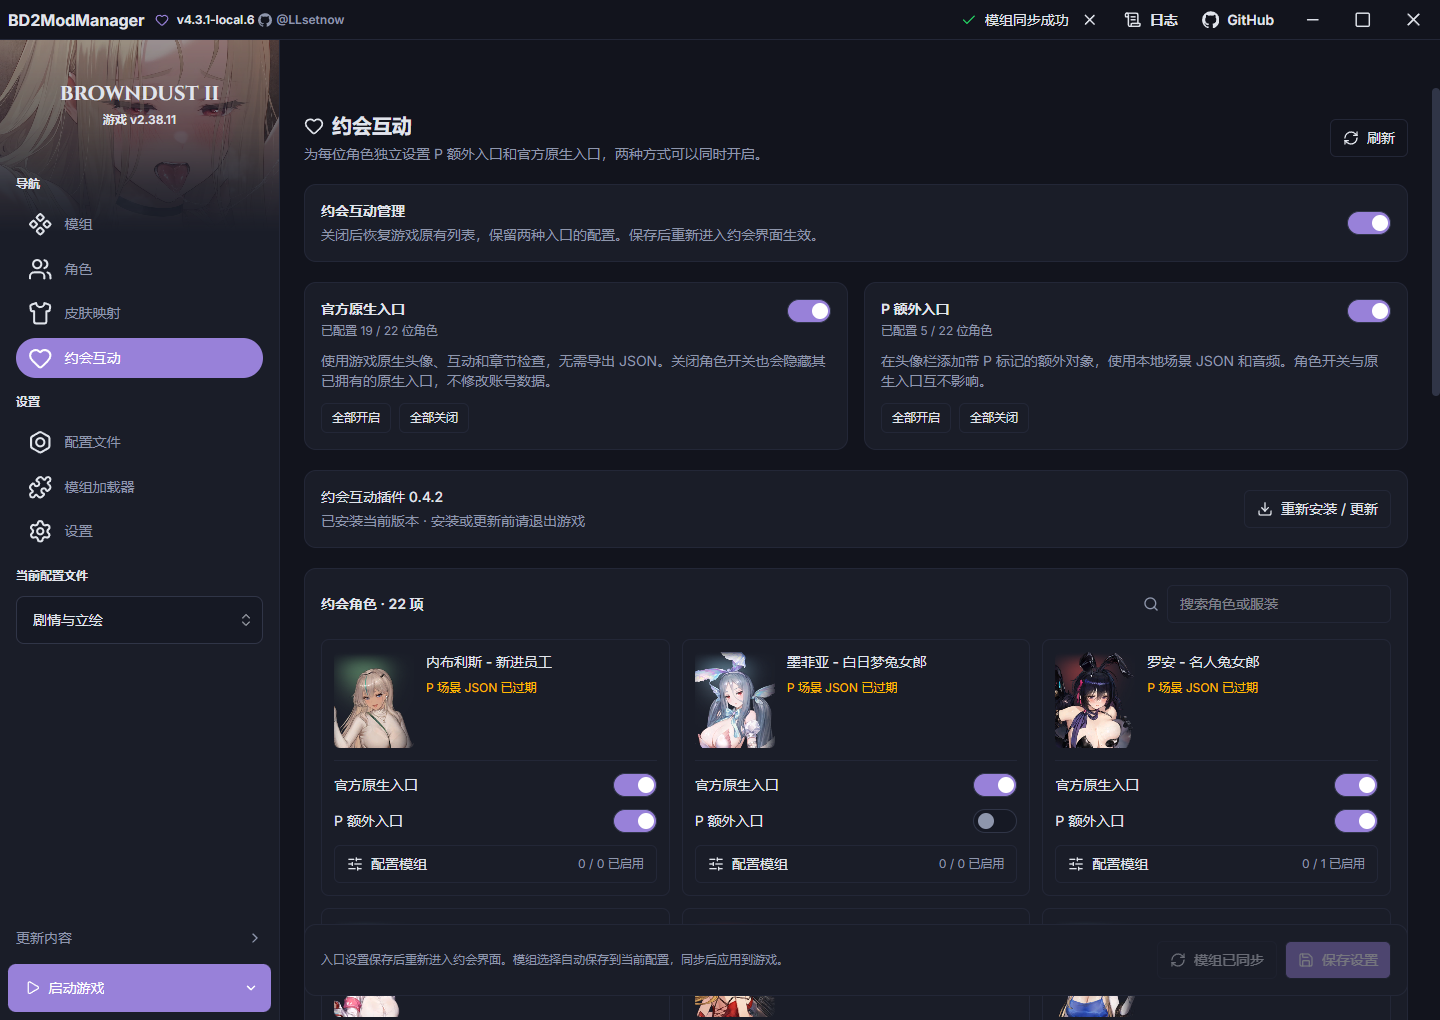 BD2ModManager v4.3.1-local.6 @LLsetnow
模组同步成功
日志
GitHub
BROWNDUST II
游戏 v2.38.11
导航
模组
角色
皮肤映射
约会互动
设置
配置文件
模组加载器
设置
当前配置文件
剧情与立绘
更新内容
启动游戏
约会互动
为每位角色独立设置 P 额外入口和官方原生入口，两种方式可以同时开启。
刷新
约会互动管理
关闭后恢复游戏原有列表，保留两种入口的配置。保存后重新进入约会界面生效。
官方原生入口
已配置 19 / 22 位角色
使用游戏原生头像、互动和章节检查，无需导出 JSON。关闭角色开关也会隐藏其
已拥有的原生入口，不修改账号数据。
全部开启 全部关闭
P 额外入口
已配置 5 / 22 位角色
在头像栏添加带 P 标记的额外对象，使用本地场景 JSON 和音频。角色开关与原
生入口互不影响。
全部开启 全部关闭
约会互动插件 0.4.2
已安装当前版本 · 安装或更新前请退出游戏
重新安装 / 更新
约会角色 · 22 项
搜索角色或服装
内布利斯 - 新进员工
P 场景 JSON 已过期
官方原生入口
P 额外入口
配置模组 0 / 0 已启用
墨菲亚 - 白日梦兔女郎
P 场景 JSON 已过期
官方原生入口
P 额外入口
配置模组 0 / 0 已启用
罗安 - 名人兔女郎
P 场景 JSON 已过期
官方原生入口
P 额外入口
配置模组 0 / 1 已启用
入口设置保存后重新进入约会界面。模组选择自动保存到当前配置，同步后应用到游戏。
模组已同步
保存设置